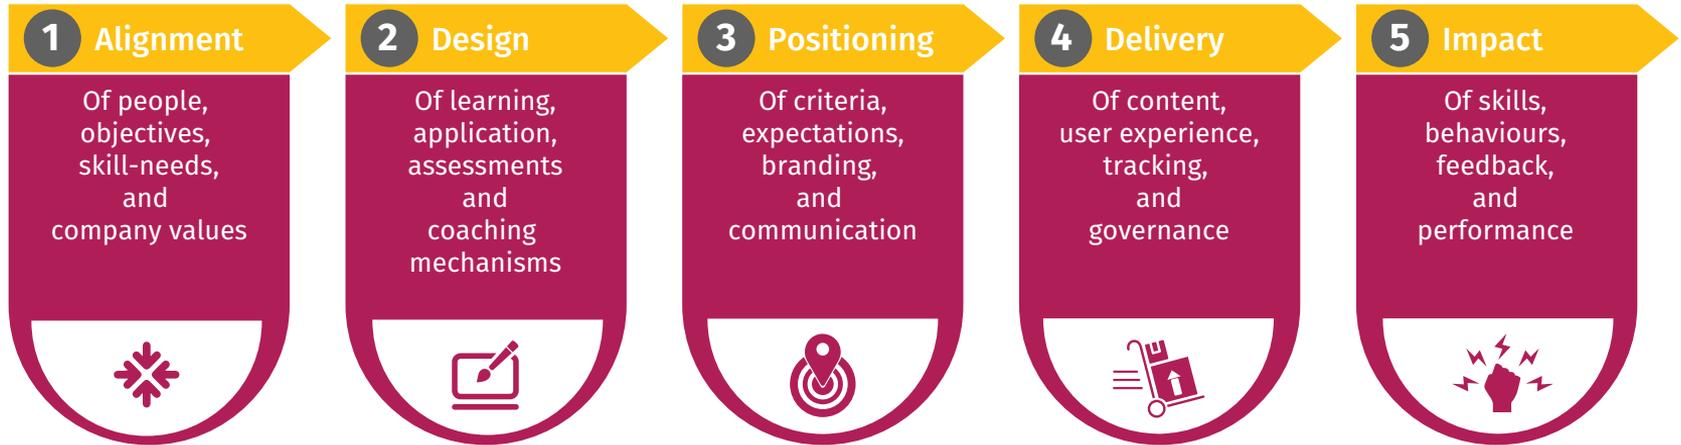 1 Alignment
Of people,
objectives,
skill-needs,
and
company values
2 Design
Of learning,
application,
assessments
and
coaching
mechanisms
3 Positioning
Of criteria,
expectations,
branding,
and
communication
4 Delivery
Of content,
user experience,
tracking,
and
governance
5 Impact
Of skills,
behaviours,
feedback,
and
performance